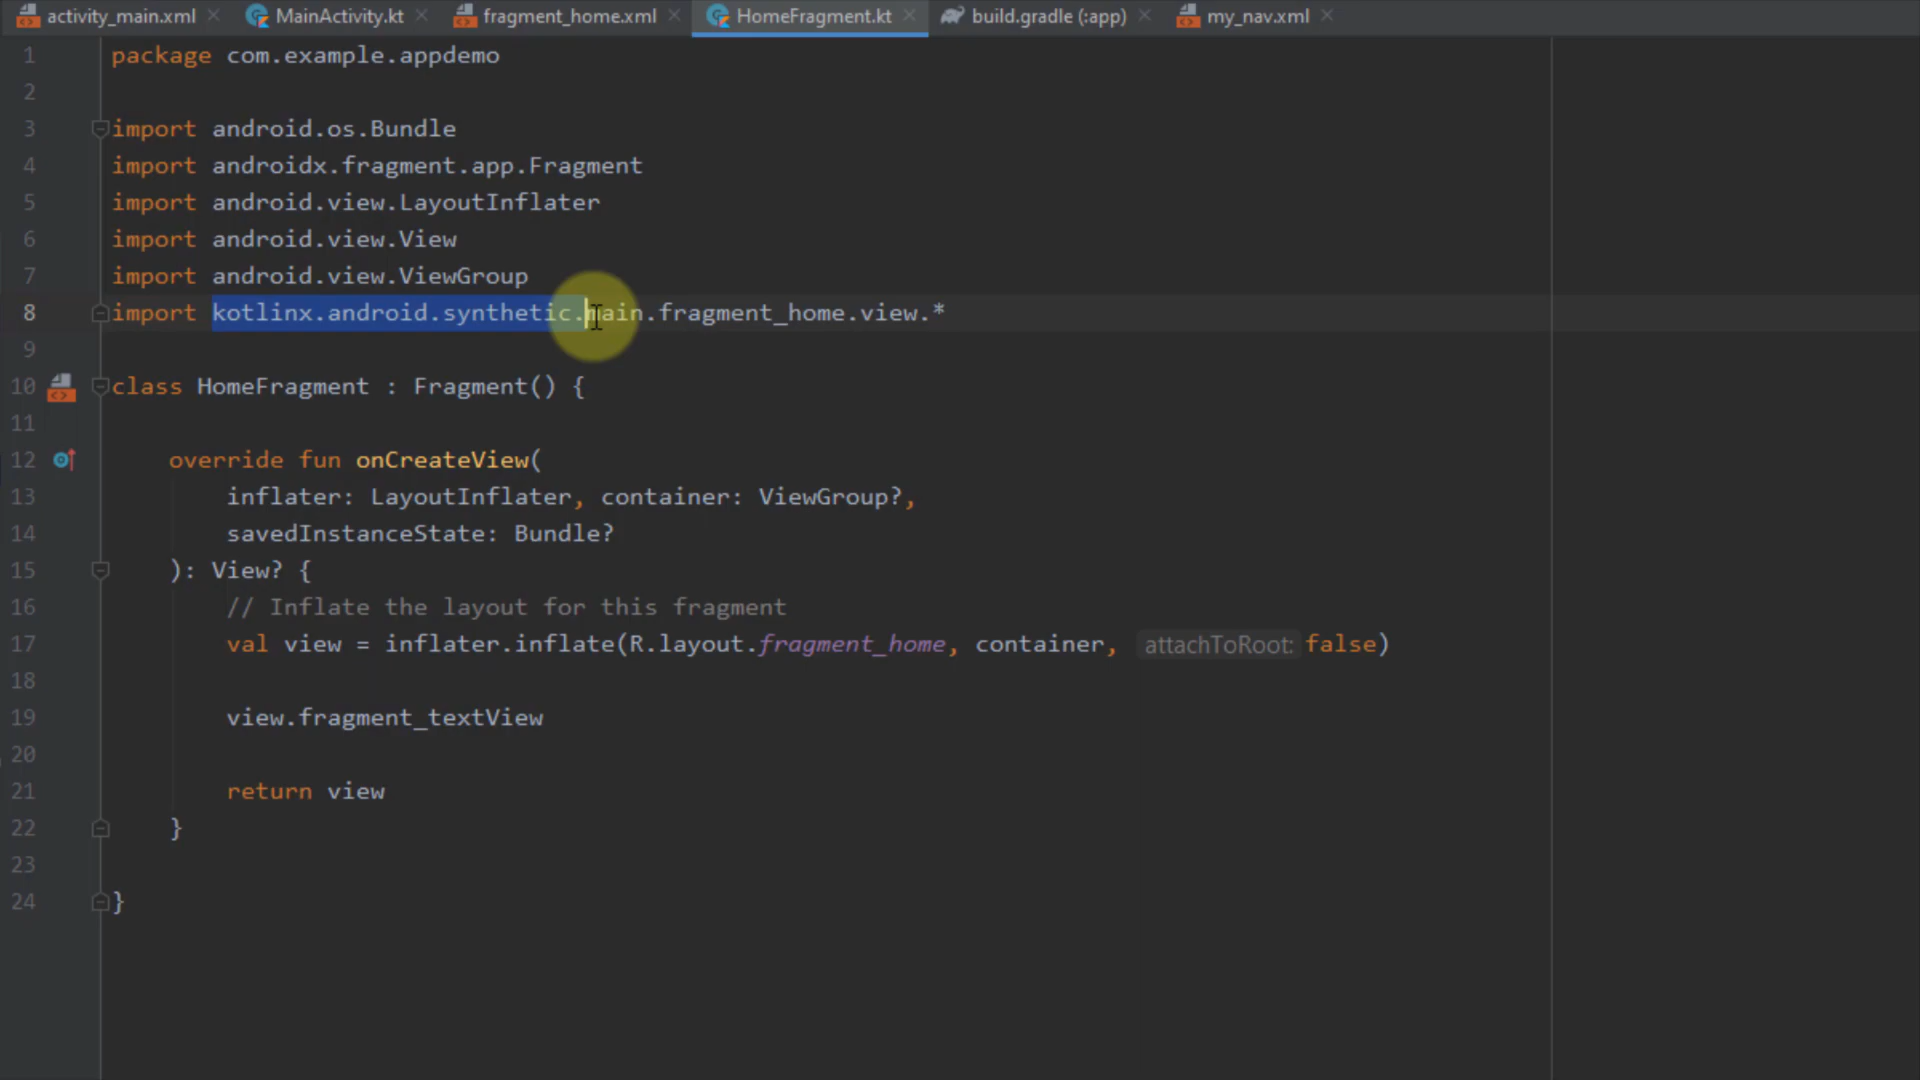 activity_main.xml MainActivity.kt fragment_home.xml HomeFragment.kt build.gradle (:app) my_nav.xml
1 package com.example.appdemo
2
3 import android.os.Bundle
4 import androidx.fragment.app.Fragment
5 import android.view.LayoutInflater
6 import android.view.View
7 import android.view.ViewGroup
8 import kotlinx.android.synthetic.main.fragment_home.view.*
9
10 class HomeFragment : Fragment() {
11
12 override fun onCreateView(
13 inflater: LayoutInflater, container: ViewGroup?,
14 savedInstanceState: Bundle?
15 ): View? {
16 // Inflate the layout for this fragment
17 val view = inflater.inflate(R.layout.fragment_home, container, attachToRoot: false)
18
19 view.fragment_textView
20
21 return view
22 }
23
24 }